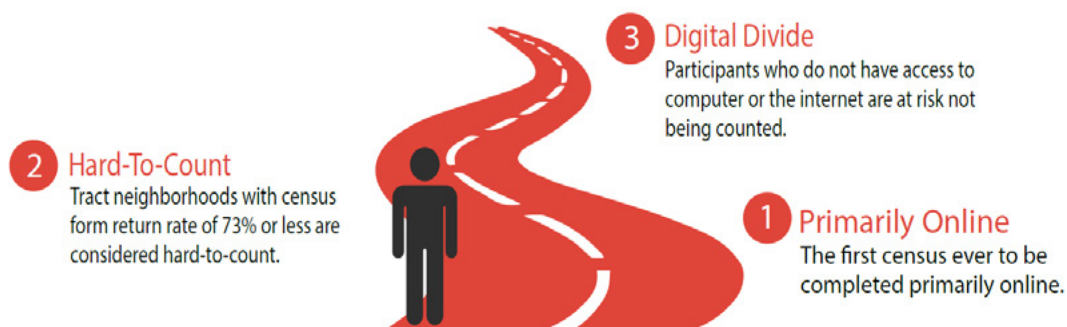 3 Digital Divide
Participants who do not have access to
computer or the internet are at risk not
being counted.
2 Hard-To-Count
Tract neighborhoods with census
form return rate of 73% or less are
considered hard-to-count.
1 Primarily Online
The first census ever to be
completed primarily online.